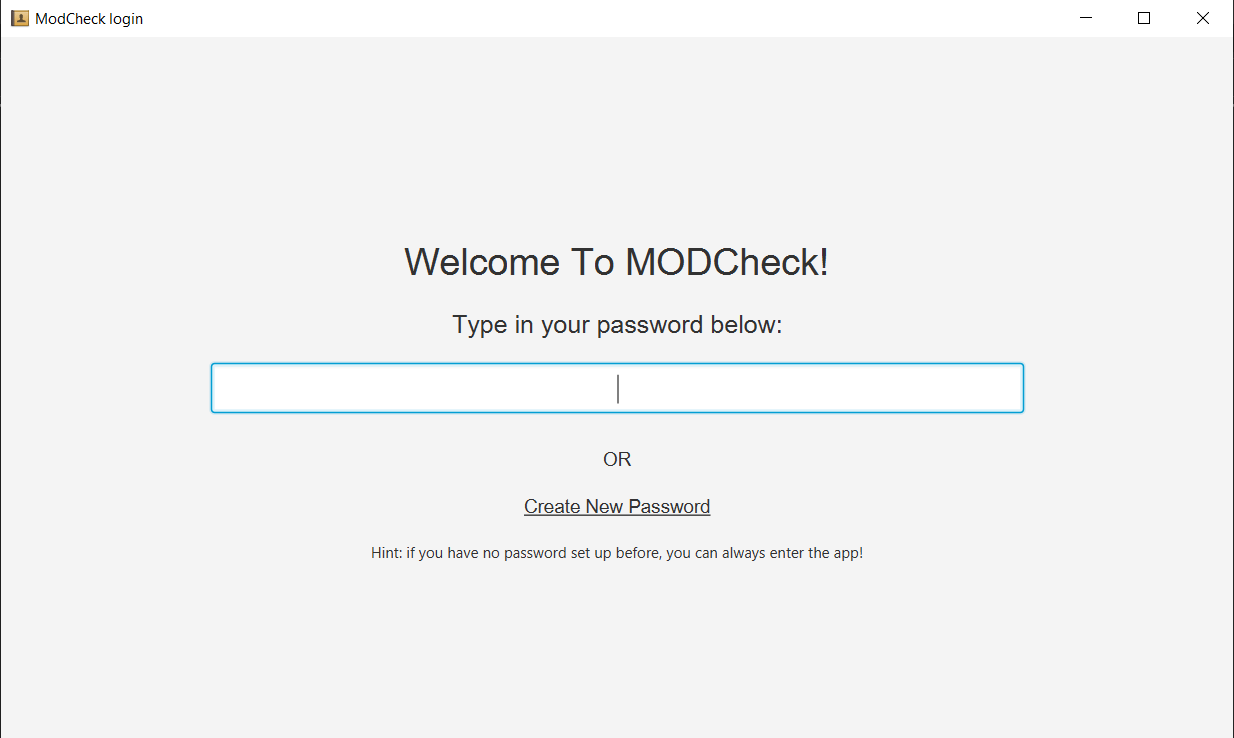 ModCheck login
Welcome To MODCheck!
Type in your password below:
OR
Create New Password
Hint: if you have no password set up before, you can always enter the app!